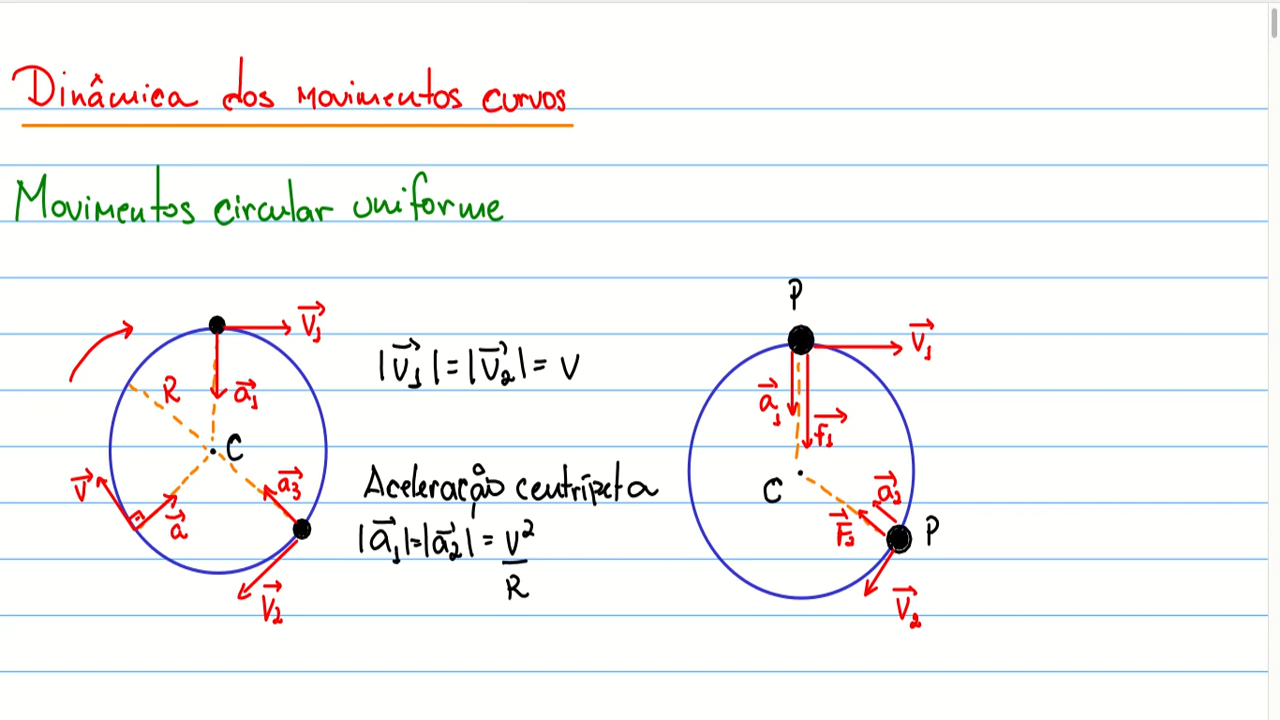 Dinâmica dos movimentos curvos
Movimentos circular uniforme
P
V₁
V₁
|V₁| = |V₂| = V
R
a₁
a₁
F₁
C
V
a₃
Aceleração centrípeta
C
a₂
a
F₂
P
|a₁| = |a₂| = V²/R
V₂
V₂